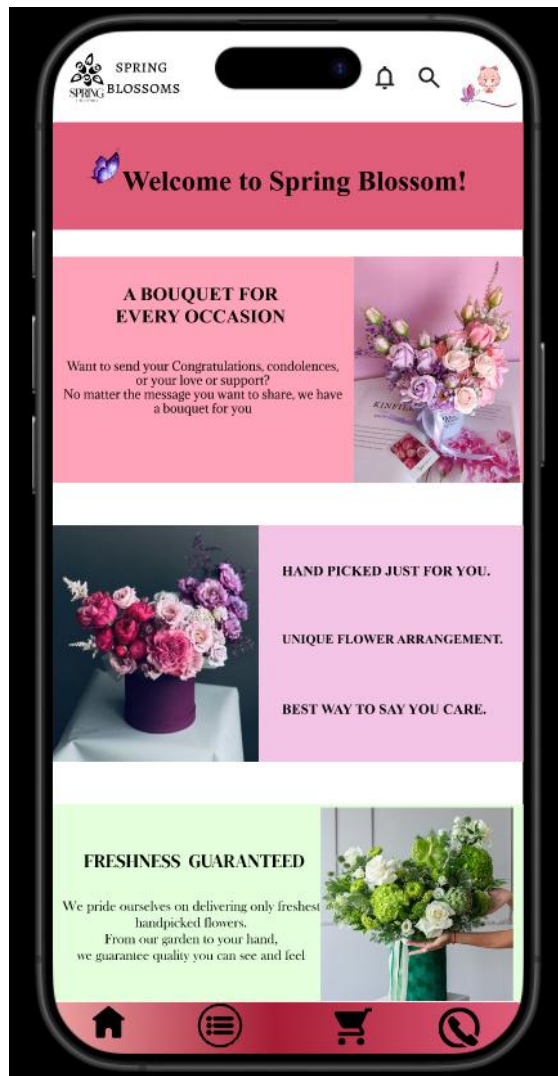 SPRING
BLOSSOMS
SPRING
Welcome to Spring Blossom!
A BOUQUET FOR
EVERY OCCASION
Want to send your Congratulations, condolences,
or your love or support?
No matter the message you want to share, we have
a bouquet for you
KINFIL
HAND PICKED JUST FOR YOU.
UNIQUE FLOWER ARRANGEMENT.
BEST WAY TO SAY YOU CARE.
FRESHNESS GUARANTEED
We pride ourselves on delivering only freshest
handpicked flowers.
From our garden to your hand,
we guarantee quality you can see and feel